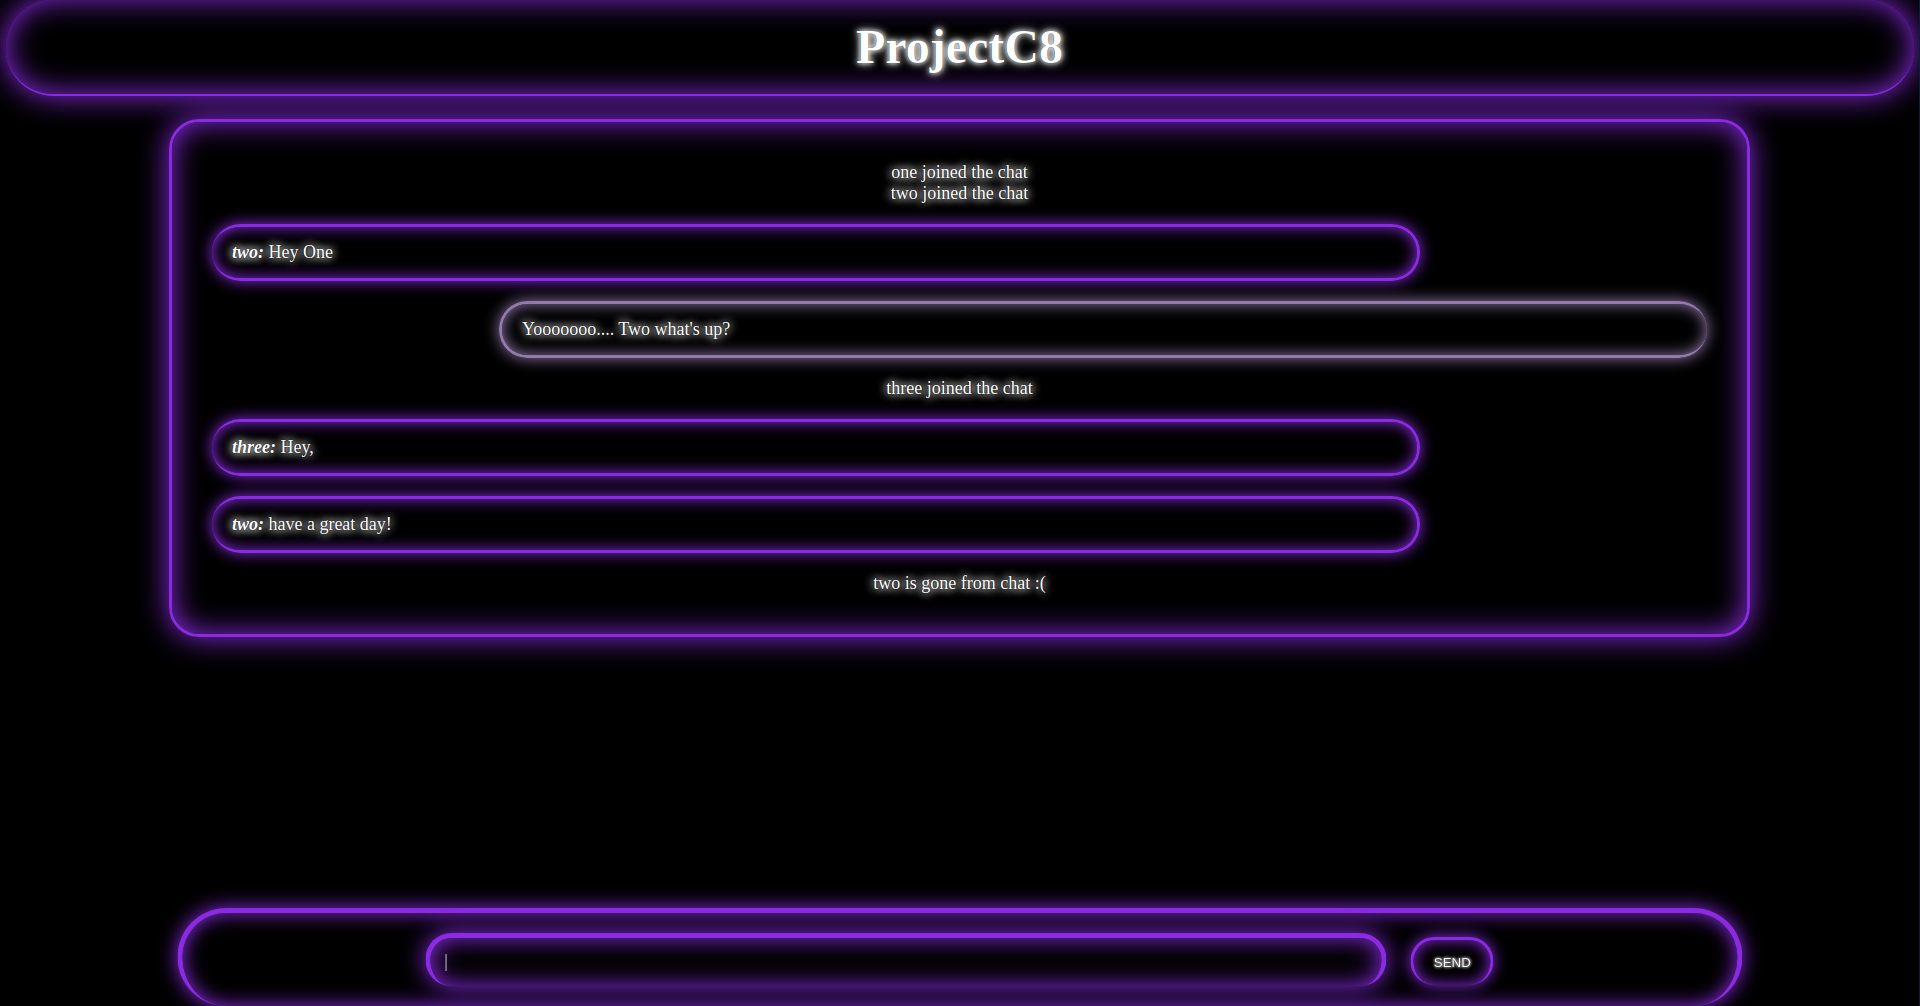 ProjectC8
one joined the chat
two joined the chat
two: Hey One
Yooooooo.... Two what's up?
three joined the chat
three: Hey,
two: have a great day!
two is gone from chat :(
SEND